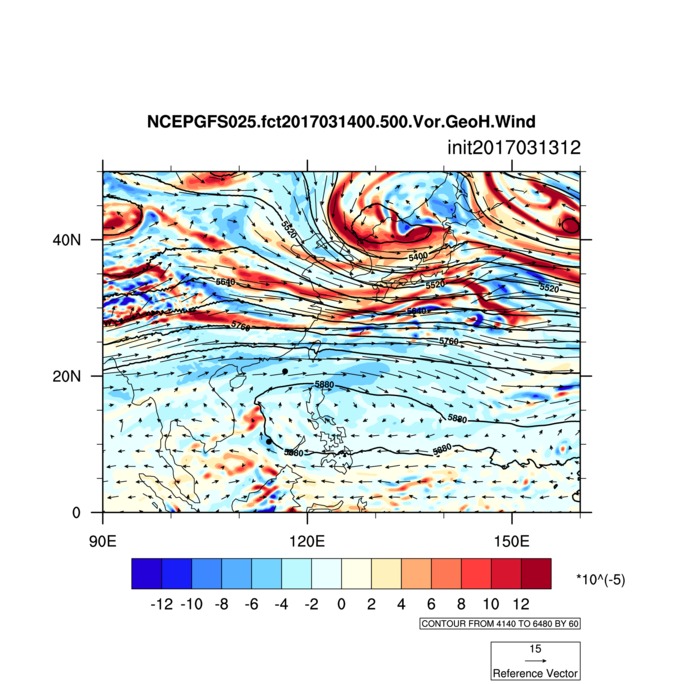 NCEPGFS025.fct2017031400.500.Vor.GeoH.Wind
init2017031312
40N
20N
0
90E 120E 150E
5520
5400
5520
5520
5640
5640
5760
5760
5880
5880
5880
5880
-12 -10 -8 -6 -4 -2 0 2 4 6 8 10 12
*10^(-5)
CONTOUR FROM 4140 TO 6480 BY 60
15
Reference Vector